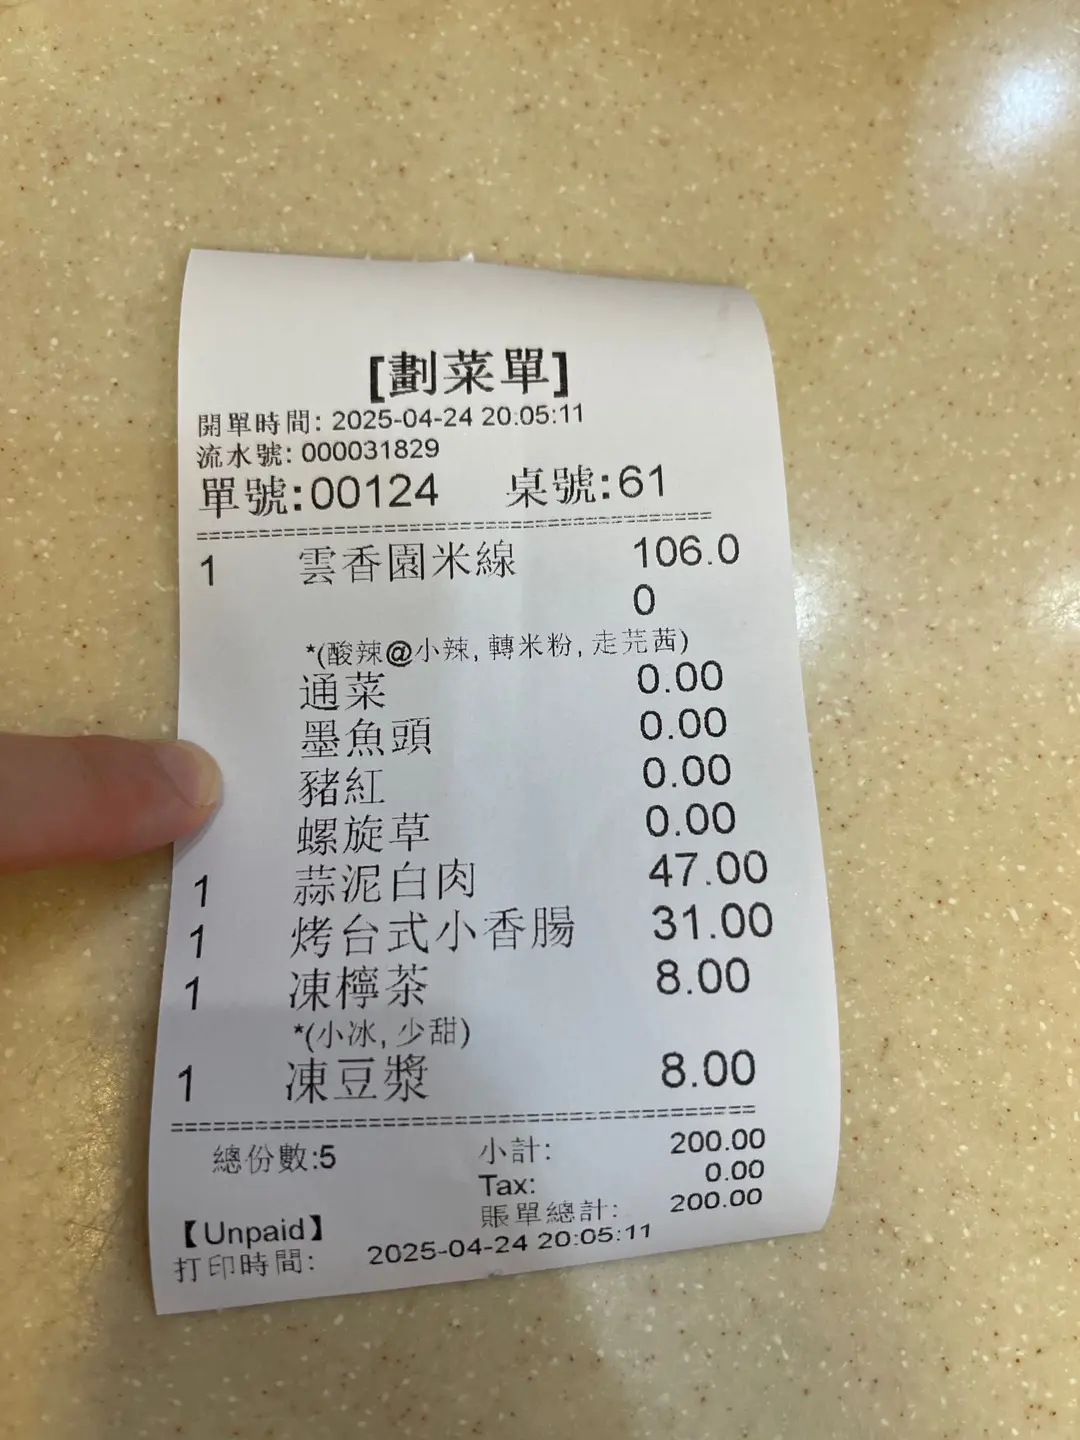 [劃菜單]
開單時間: 2025-04-24 20:05:11
流水號: 000031829
單號:00124 桌號:61
1 雲香園米線 106.0
0
*(酸辣@小辣, 轉米粉, 走芫茜)
通菜 0.00
墨魚頭 0.00
豬紅 0.00
螺旋草 0.00
1 蒜泥白肉 47.00
1 烤台式小香腸 31.00
1 凍檸茶 8.00
*(小冰, 少甜)
1 凍豆漿 8.00
總份數:5 小計: 200.00
Tax: 0.00
賬單總計: 200.00
【Unpaid】
打印時間: 2025-04-24 20:05:11